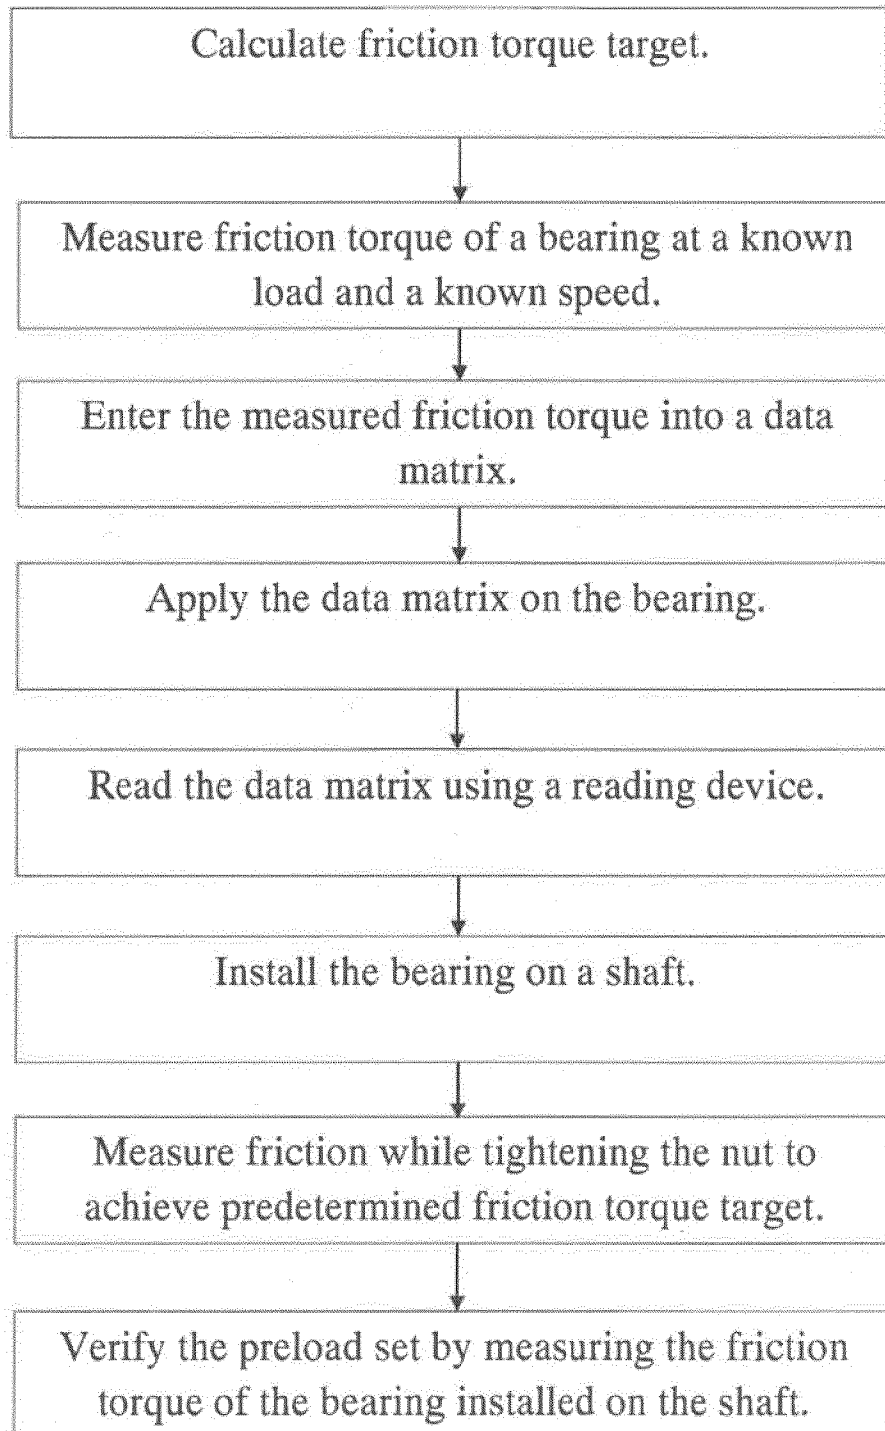 Calculate friction torque target.
Measure friction torque of a bearing at a known
load and a known speed.
Enter the measured friction torque into a data
matrix.
Apply the data matrix on the bearing.
Read the data matrix using a reading device.
Install the bearing on a shaft.
Measure friction while tightening the nut to
achieve predetermined friction torque target.
Verify the preload set by measuring the friction
torque of the bearing installed on the shaft.